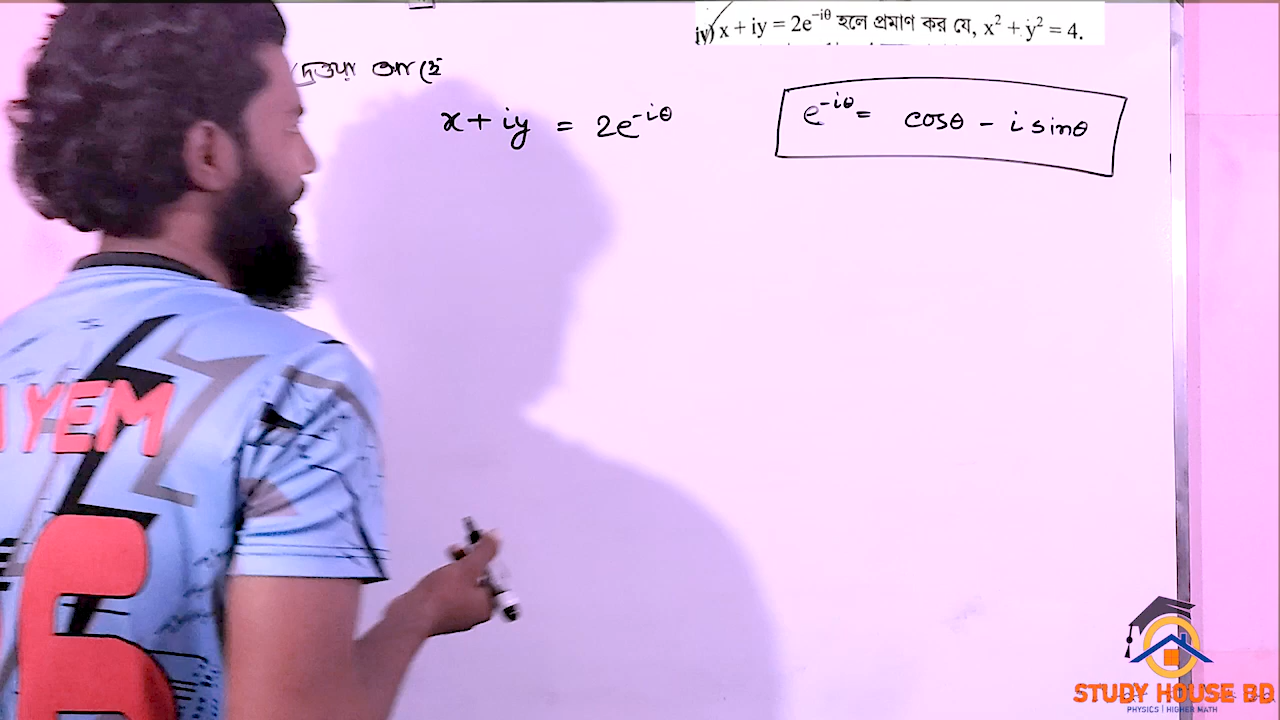 iv) x + iy = 2e^{-iθ} হলে প্রমাণ কর যে, x² + y² = 4.
দেওয়া আছে
x + iy = 2e^{-iθ}
e^{-iθ} = cosθ - i sinθ
YEM
6
STUDY HOUSE BD
PHYSICS | HIGHER MATH